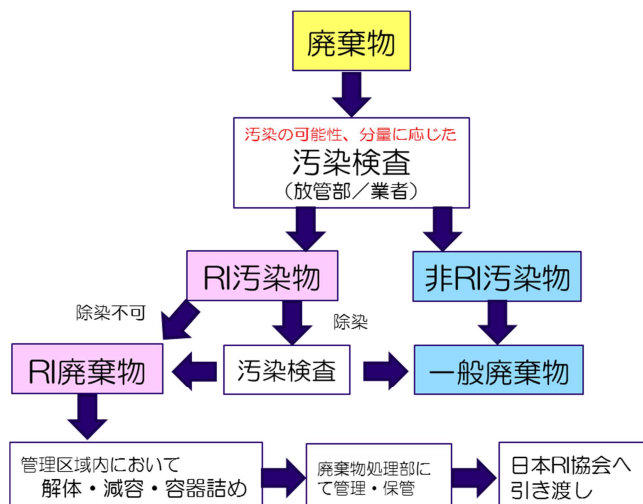 廃棄物
汚染の可能性、分量に応じた
汚染検査
（放管部／業者）
RI汚染物
非RI汚染物
除染不可
除染
RI廃棄物
汚染検査
一般廃棄物
管理区域内において
解体・減容・容器詰め
廃棄物処理部に
て管理・保管
日本RI協会へ
引き渡し